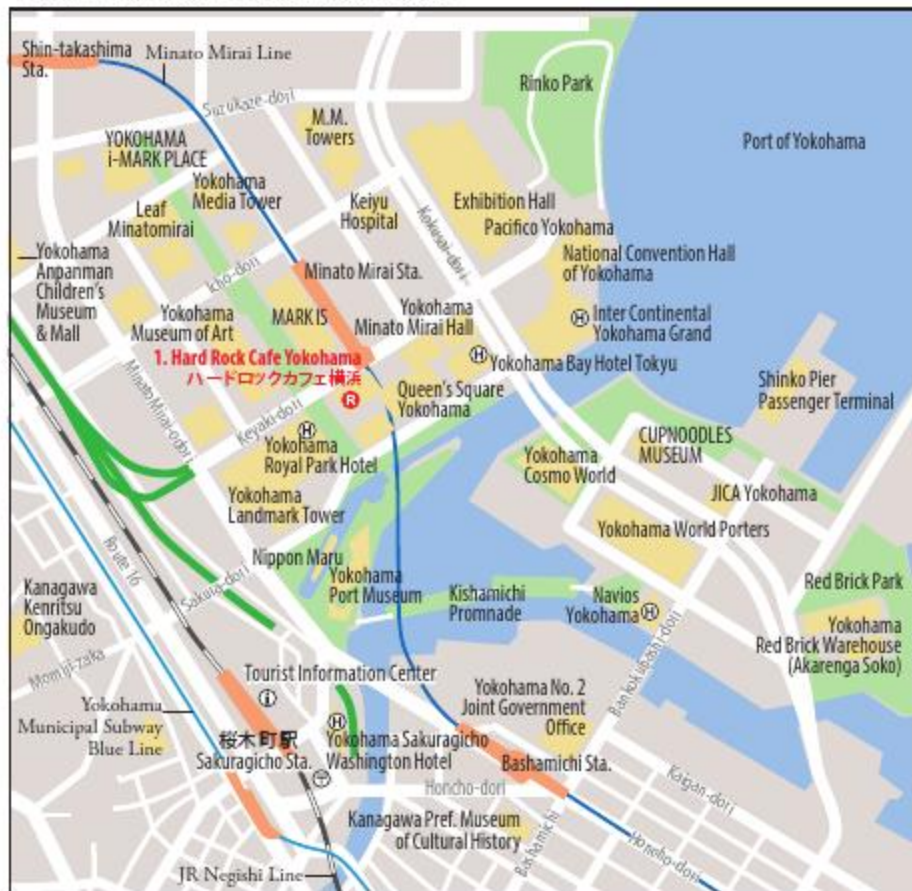 Shin-takashima
Sta.
Minato Mirai Line
Suzukaze-dori
M.M.
Towers
Rinko Park
Port of Yokohama
YOKOHAMA
i-MARK PLACE
Yokohama
Media Tower
Leaf
Minatomirai
Keiyu
Hospital
Kokusai-dori
Exhibition Hall
Pacifico Yokohama
National Convention Hall
of Yokohama
Yokohama
Anpanman
Children's
Museum
& Mall
Icho-dori
Minato Mirai Sta.
Yokohama
Museum of Art
MARK IS
Yokohama
Minato Mirai Hall
H Inter Continental
Yokohama Grand
H
Yokohama Bay Hotel Tokyu
1. Hard Rock Cafe Yokohama
ハードロックカフェ横浜
R
Queen's Square
Yokohama
Shinko Pier
Passenger Terminal
Minato Mirai-odori
Keyaki-dori
H
Yokohama
Royal Park Hotel
Yokohama
Cosmo World
CUPNOODLES
MUSEUM
JICA Yokohama
Yokohama
Landmark Tower
Yokohama World Porters
Route 16
Nippon Maru
Sakura-dori
Yokohama
Port Museum
Kishamichi
Promnade
Navios
Yokohama H
Red Brick Park
Kanagawa
Kenritsu
Ongakudo
Yokohama
Red Brick Warehouse
(Akarenga Soko)
Momiji-zaka
Bankokubashi-dori
Tourist Information Center
i
Yokohama
Municipal Subway
Blue Line
Yokohama No. 2
Joint Government
Office
桜木町駅
Sakuragicho Sta.
H
Yokohama Sakuragicho
Washington Hotel
Bashamichi Sta.
Honcho-dori
Kaigan-dori
Kanagawa Pref. Museum
of Cultural History
Bashamichi
Honcho-dori
JR Negishi Line